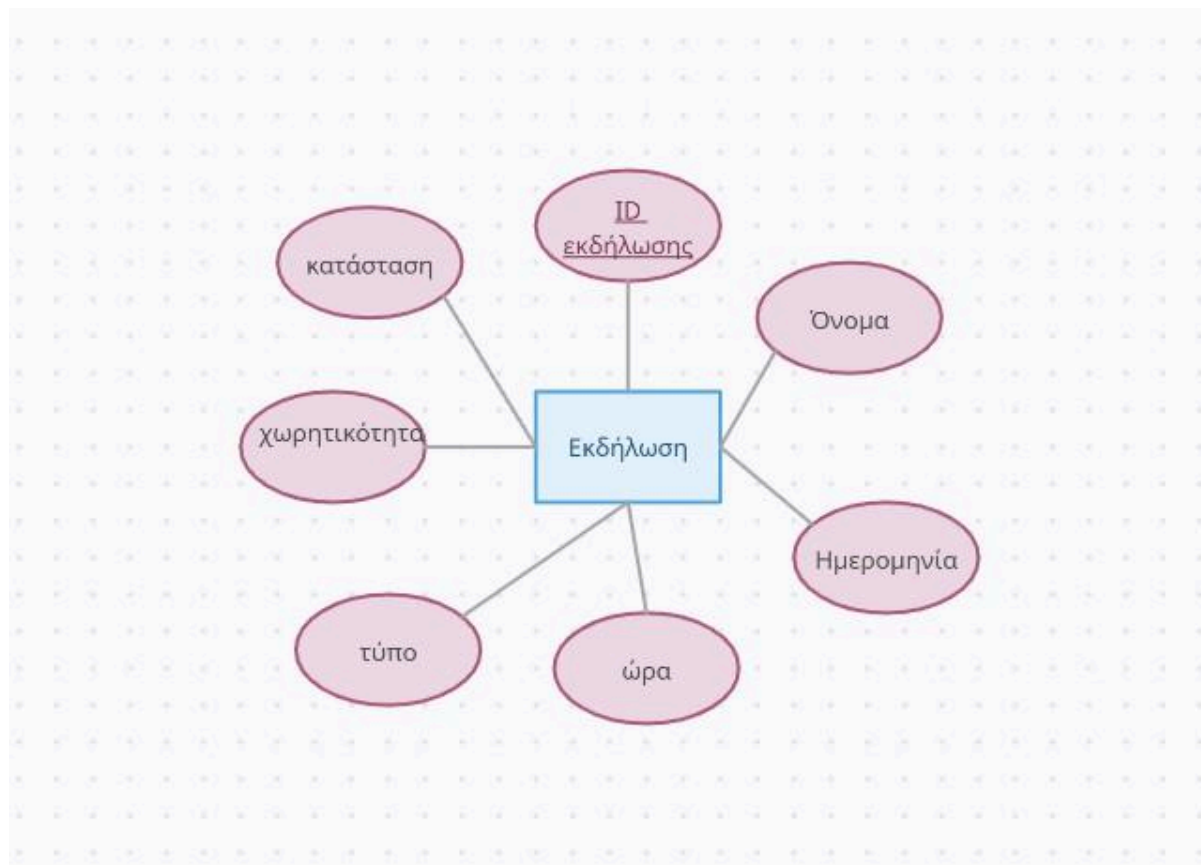 ID
εκδήλωσης
κατάσταση
Όνομα
χωρητικότητα
Εκδήλωση
Ημερομηνία
τύπο
ώρα